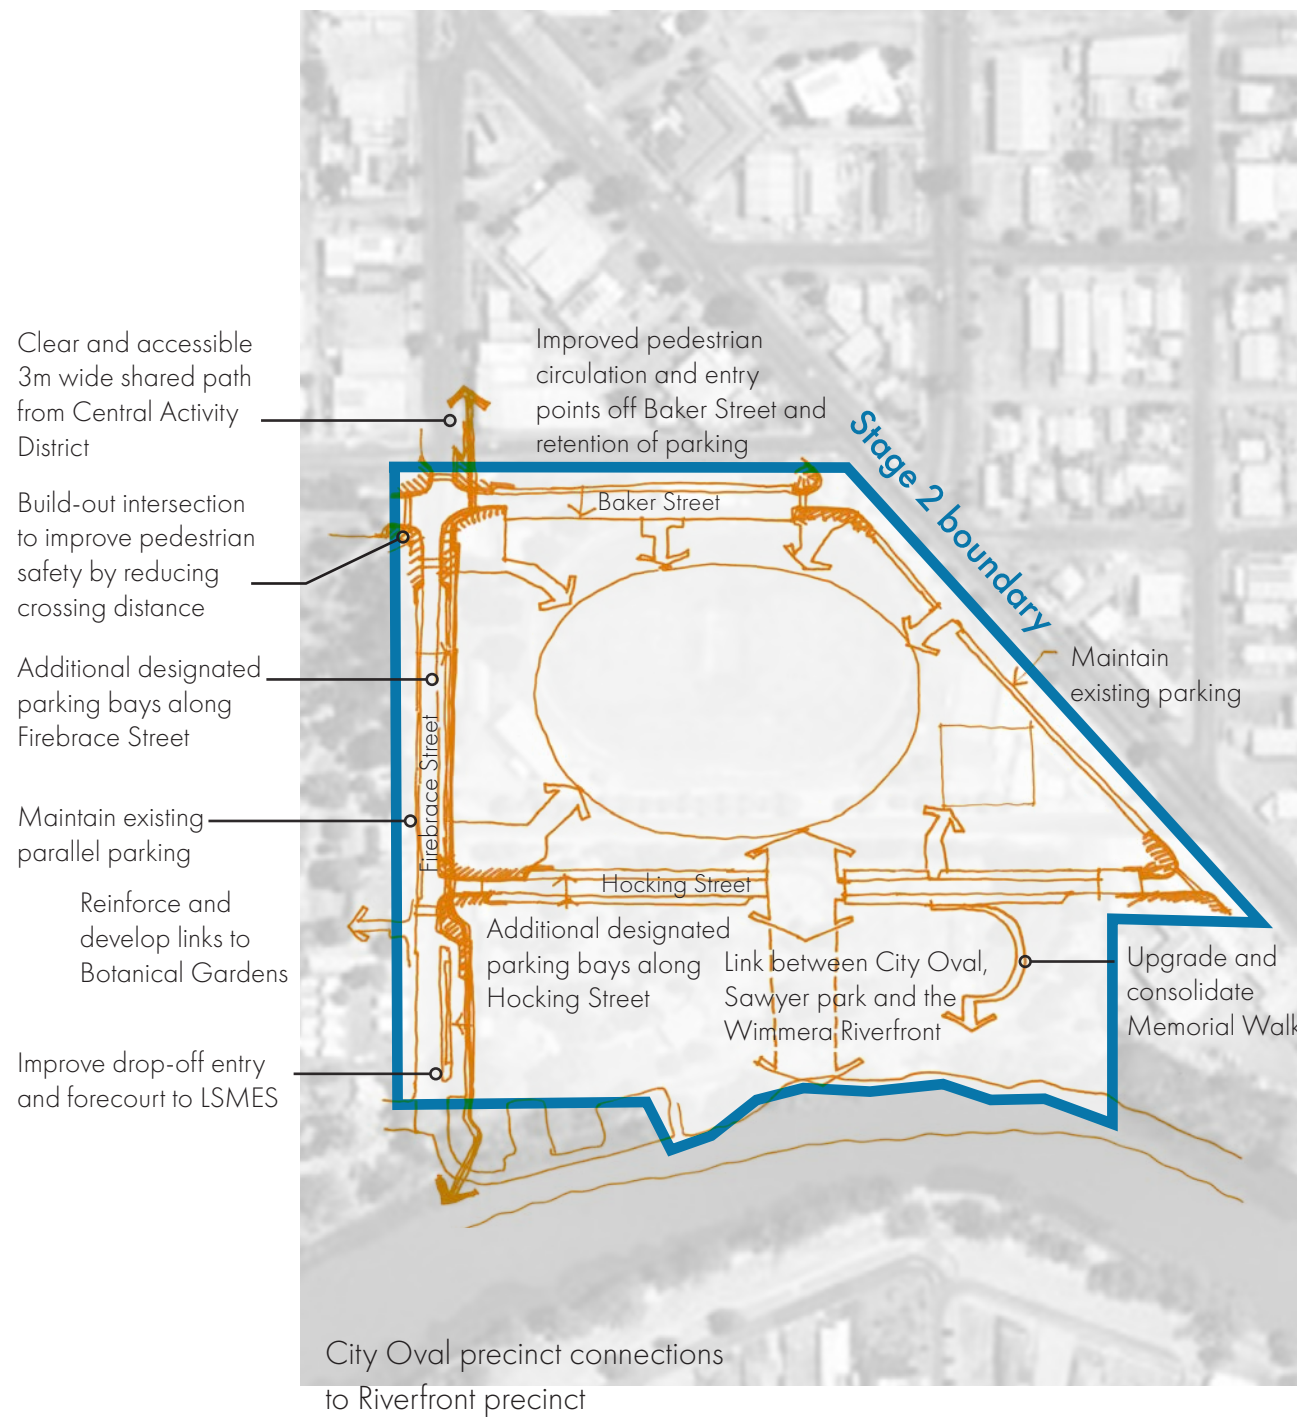 Clear and accessible
3m wide shared path
from Central Activity
District
Improved pedestrian
circulation and entry
points off Baker Street and
retention of parking
Stage 2 boundary
Build-out intersection
to improve pedestrian
safety by reducing
crossing distance
Baker Street
Additional designated
parking bays along
Firebrace Street
Firebrace Street
Maintain
existing parking
Maintain existing
parallel parking
Hocking Street
Reinforce and
develop links to
Botanical Gardens
Additional designated
parking bays along
Hocking Street
Link between City Oval,
Sawyer park and the
Wimmera Riverfront
Upgrade and
consolidate
Memorial Walk
Improve drop-off entry
and forecourt to LSMES
City Oval precinct connections
to Riverfront precinct